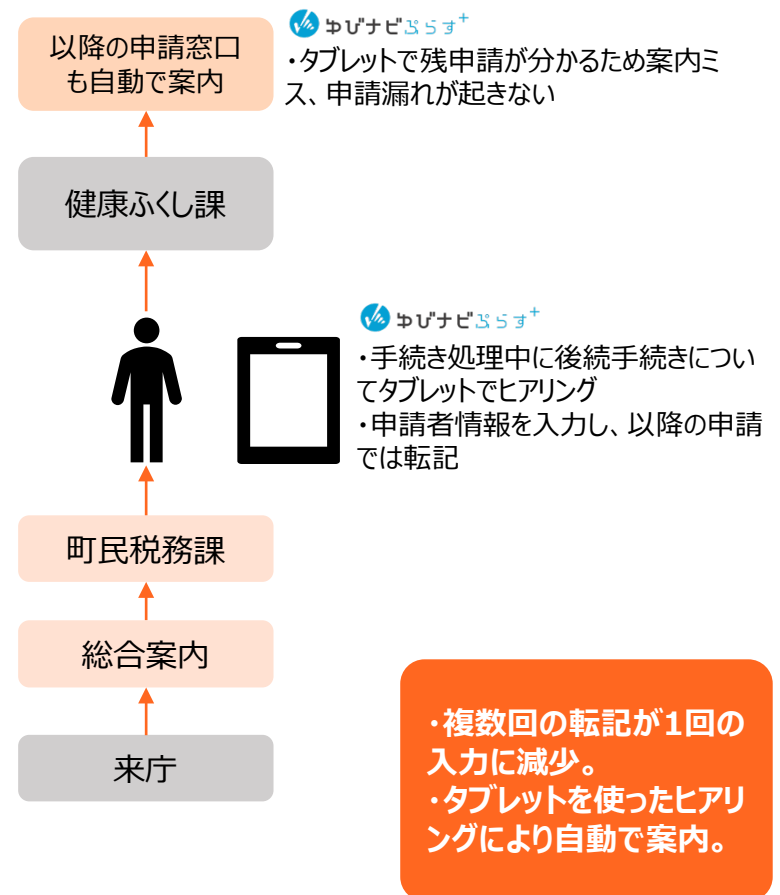 以降の申請窓口
も自動で案内
ゆびナビぷらす+
・タブレットで残申請が分かるため案内ミ
ス、申請漏れが起きない
健康ふくし課
ゆびナビぷらす+
・手続き処理中に後続手続きについ
てタブレットでヒアリング
・申請者情報を入力し、以降の申請
では転記
町民税務課
総合案内
来庁
・複数回の転記が1回の
入力に減少。
・タブレットを使ったヒアリ
ングにより自動で案内。